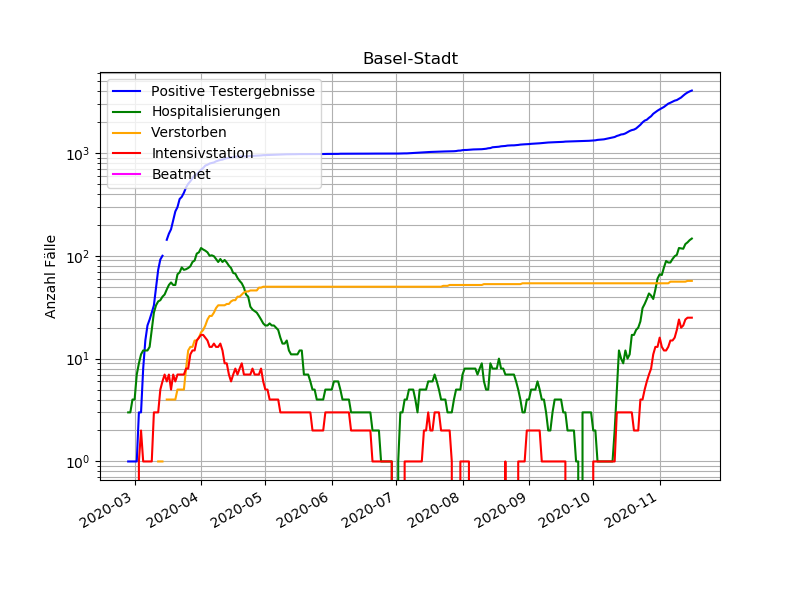 Basel-Stadt
Positive Testergebnisse
Hospitalisierungen
Verstorben
Intensivstation
Beatmet
Anzahl Fälle
10³
10²
10¹
10⁰
2020-03
2020-04
2020-05
2020-06
2020-07
2020-08
2020-09
2020-10
2020-11